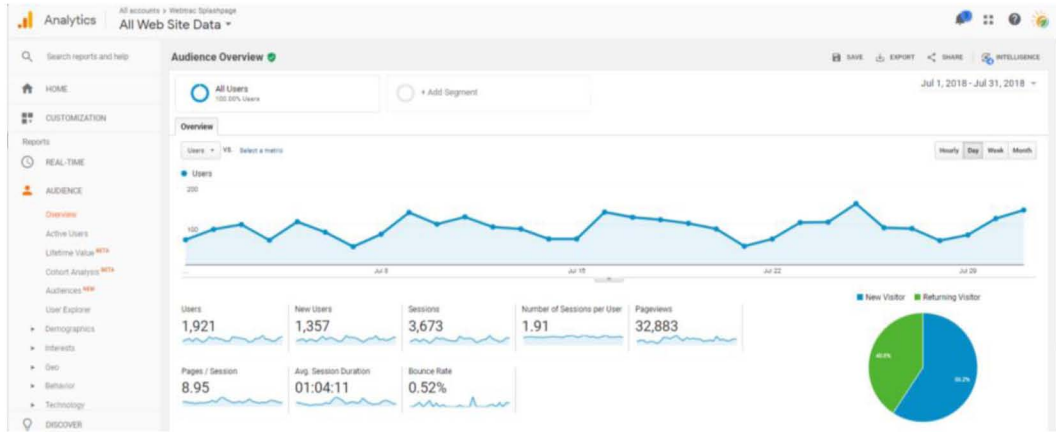 All accounts > Webmac Splashpage
Analytics All Web Site Data
Search reports and help
HOME
CUSTOMIZATION
Reports
REAL-TIME
AUDIENCE
Overview
Active Users
Lifetime Value BETA
Cohort Analysis BETA
Audiences NEW
User Explorer
Demographics
Interests
Geo
Behavior
Technology
DISCOVER
Audience Overview
SAVE EXPORT SHARE INTELLIGENCE
Jul 1, 2018 - Jul 31, 2018
All Users
100.00% Users
+ Add Segment
Overview
Users VS. Select a metric
Hourly Day Week Month
Users
200
100
... Jul 8 Jul 15 Jul 22 Jul 29
New Visitor Returning Visitor
Users
1,921
New Users
1,357
Sessions
3,673
Number of Sessions per User
1.91
Pageviews
32,883
Pages / Session
8.95
Avg. Session Duration
01:04:11
Bounce Rate
0.52%